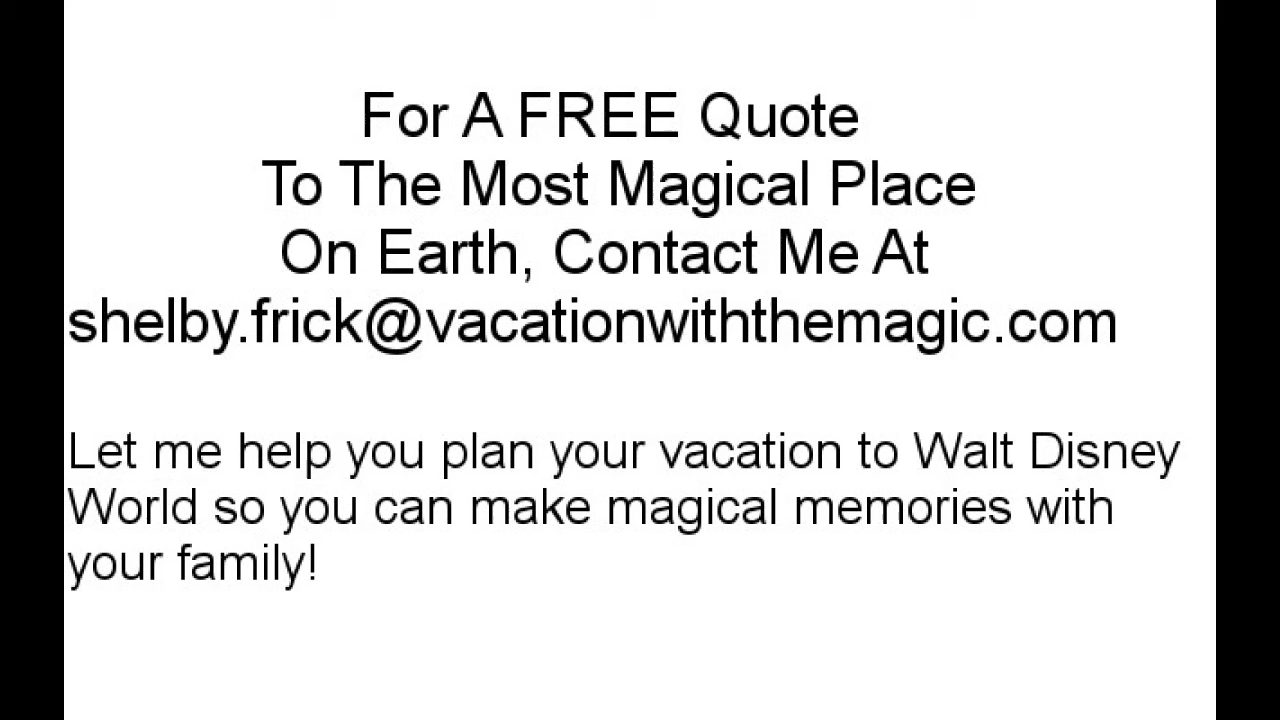 For A FREE Quote
To The Most Magical Place
On Earth, Contact Me At
shelby.frick@vacationwiththemagic.com
Let me help you plan your vacation to Walt Disney
World so you can make magical memories with
your family!